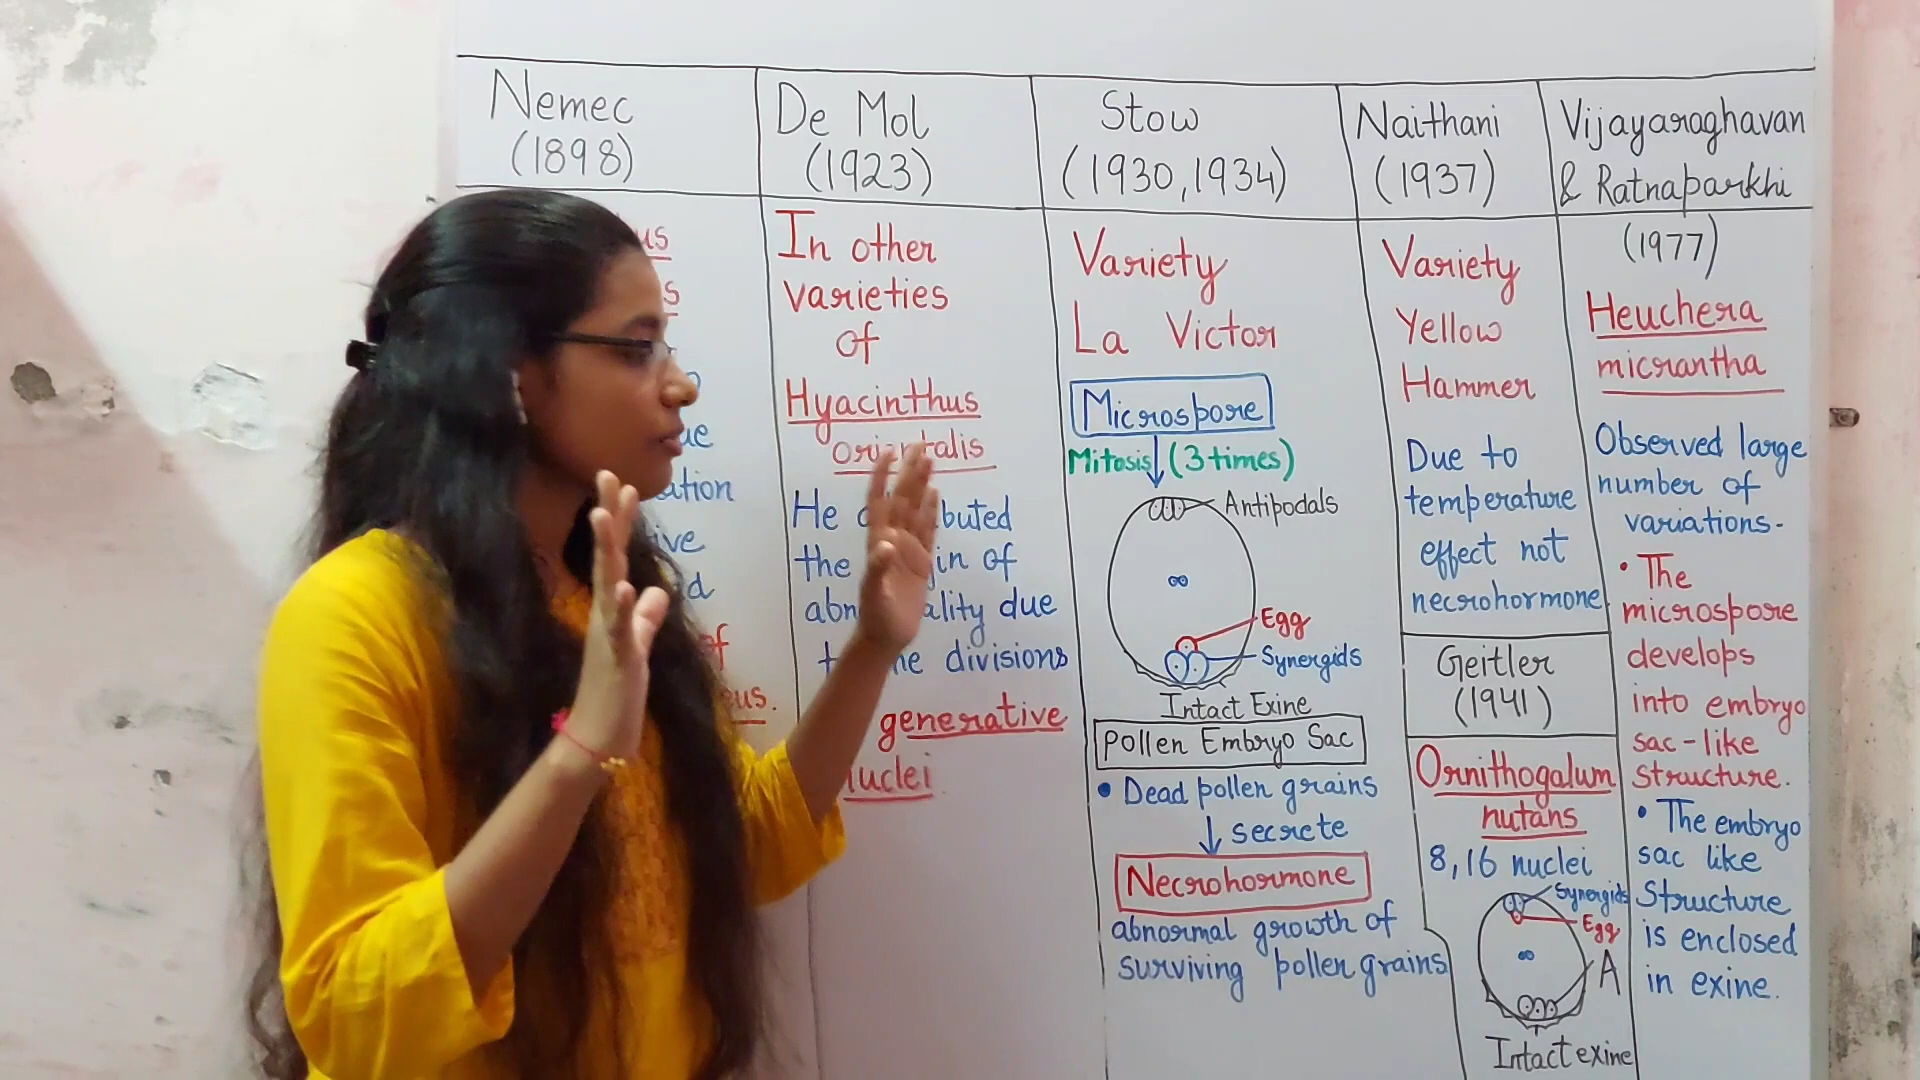 Nemec
(1898)
De Mol
(1923)
In other
varieties
of
Hyacinthus
orientalis
He
the
due
divisions
generative
Stow
(1930, 1934)
Variety
La Victor
Microspore
Mitosis (3 times)
Antipodals
Egg
Synergids
Intact Exine
Pollen Embryo Sac
• Dead pollen grains
secrete
Necrohormone
abnormal growth of
surviving pollen grains
Naithani
(1937)
Variety
Yellow
Hammer
Due to
temperature
effect not
necrohormone
Geitler
(1941)
Ornithogalum
nutans
8, 16 nuclei
Synergids
Egg
A
Intact exine
Vijayaraghavan
& Ratnaparkhi
(1977)
Heuchera
micrantha
Observed large
number of
variations-
• The
microspore
develops
into embryo
sac-like
structure.
• The embryo
sac like
structure
is enclosed
in exine.